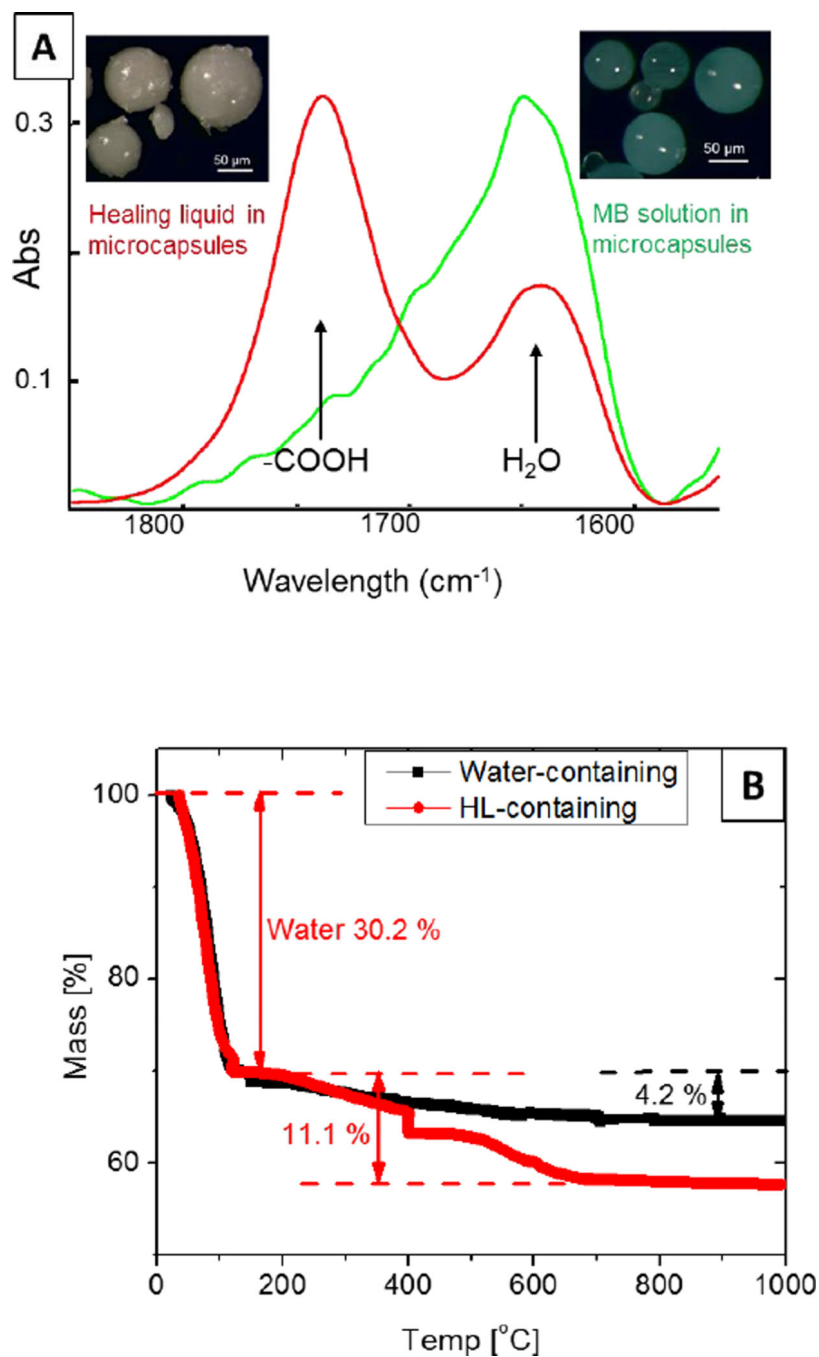 A
50 µm
50 µm
Healing liquid in
microcapsules
MB solution in
microcapsules
0.3
Abs
0.1
-COOH
H₂O
1800
1700
1600
Wavelength (cm⁻¹)
B
Water-containing
HL-containing
100
Water 30.2 %
80
Mass [%]
4.2 %
11.1 %
60
0
200
400
600
800
1000
Temp [°C]